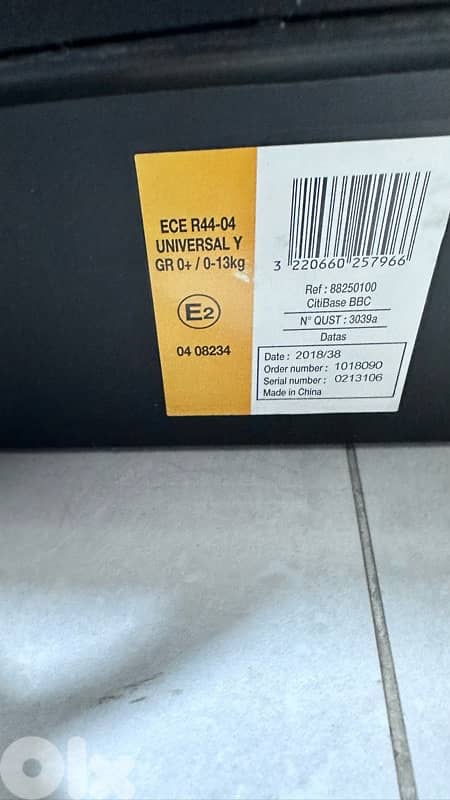 ECE R44-04
UNIVERSAL Y
GR 0+ / 0-13kg
E2
04 08234
3 220660 257966
Ref : 88250100
CitiBase BBC
N° QUST : 3039a
Datas
Date : 2018/38
Order number : 1018090
Serial number : 0213106
Made in China
Olx